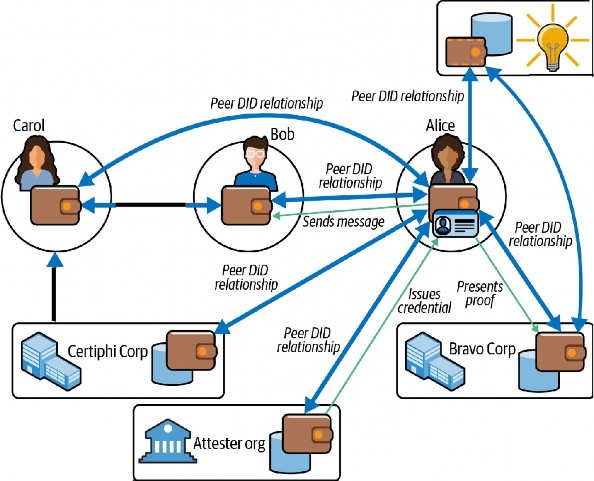 Peer DID relationship
Peer DID relationship
Carol
Bob
Alice
Peer DID
relationship
Sends message
Peer DID
relationship
Peer DiD
relationship
Issues
credential
Presents
proof
Peer DID
relationship
Certiphi Corp
Bravo Corp
Attester org